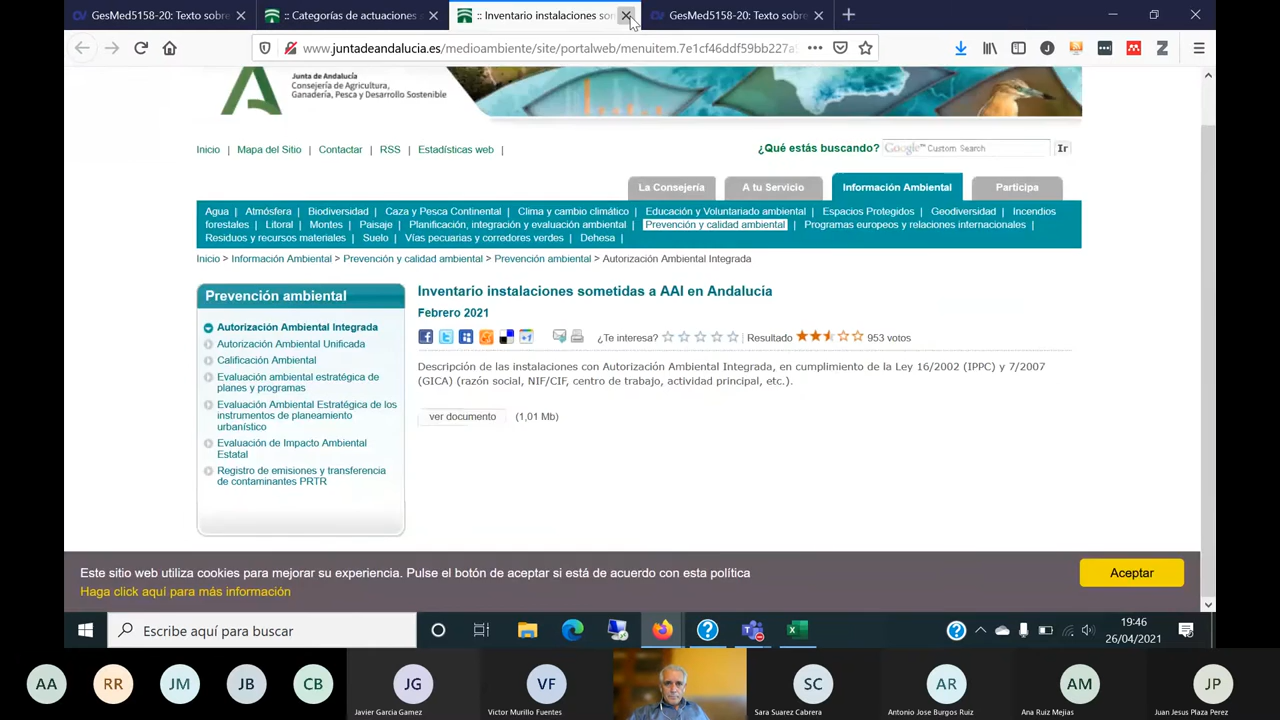 GesMed5158-20: Texto sobre
:: Categorías de actuaciones
:: Inventario instalaciones som
GesMed5158-20: Texto sobre
www.juntadeandalucia.es/medioambiente/site/portalweb/menuitem.7e1cf46ddf59bb227a
Junta de Andalucía
Consejería de Agricultura,
Ganadería, Pesca y Desarrollo Sostenible
Inicio | Mapa del Sitio | Contactar | RSS | Estadísticas web |
¿Qué estás buscando? Google™ Custom Search Ir
La Consejería A tu Servicio Información Ambiental Participa
Agua | Atmósfera | Biodiversidad | Caza y Pesca Continental | Clima y cambio climático | Educación y Voluntariado ambiental | Espacios Protegidos | Geodiversidad | Incendios
forestales | Litoral | Montes | Paisaje | Planificación, integración y evaluación ambiental | Prevención y calidad ambiental | Programas europeos y relaciones internacionales |
Residuos y recursos materiales | Suelo | Vías pecuarias y corredores verdes | Dehesa |
Inicio > Información Ambiental > Prevención y calidad ambiental > Prevención ambiental > Autorización Ambiental Integrada
Prevención ambiental
Autorización Ambiental Integrada
Autorización Ambiental Unificada
Calificación Ambiental
Evaluación ambiental estratégica de
planes y programas
Evaluación Ambiental Estratégica de los
instrumentos de planeamiento
urbanístico
Evaluación de Impacto Ambiental
Estatal
Registro de emisiones y transferencia
de contaminantes PRTR
Inventario instalaciones sometidas a AAI en Andalucía
Febrero 2021
¿Te interesa? | Resultado 953 votos
Descripción de las instalaciones con Autorización Ambiental Integrada, en cumplimiento de la Ley 16/2002 (IPPC) y 7/2007
(GICA) (razón social, NIF/CIF, centro de trabajo, actividad principal, etc.).
ver documento (1,01 Mb)
Este sitio web utiliza cookies para mejorar su experiencia. Pulse el botón de aceptar si está de acuerdo con esta política
Haga click aquí para más información
Aceptar
Escribe aquí para buscar
19:46
26/04/2021
AA RR JM JB CB JG VF SC AR AM JP
Javier Garcia Gamez
Victor Murillo Fuentes
Sara Suarez Cabrera
Antonio Jose Burgos Ruiz
Ana Ruiz Mejias
Juan Jesus Plaza Perez